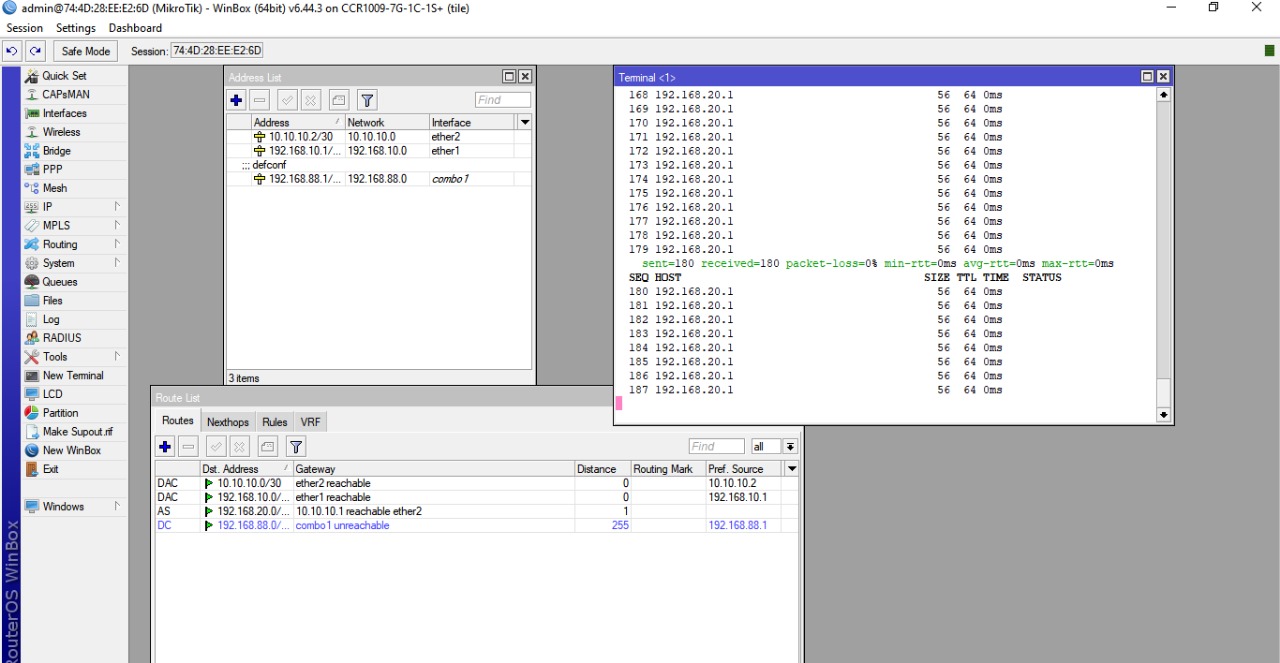 admin@74:4D:28:EE:E2:6D (MikroTik) - WinBox (64bit) v6.44.3 on CCR1009-7G-1C-1S+ (tile)
Session Settings Dashboard
Safe Mode Session: 74:4D:28:EE:E2:6D
Quick Set
CAPsMAN
Interfaces
Wireless
Bridge
PPP
Mesh
IP
MPLS
Routing
System
Queues
Files
Log
RADIUS
Tools
New Terminal
LCD
Partition
Make Supout.rif
New WinBox
Exit
Windows
RouterOS WinBox
Address List
Find
Address Network Interface
10.10.10.2/30 10.10.10.0 ether2
192.168.10.1/... 192.168.10.0 ether1
;;; defconf
192.168.88.1/... 192.168.88.0 combo1
3 items
Route List
Routes Nexthops Rules VRF
Find all
Dst. Address Gateway Distance Routing Mark Pref. Source
DAC 10.10.10.0/30 ether2 reachable 0 10.10.10.2
DAC 192.168.10.0/... ether1 reachable 0 192.168.10.1
AS 192.168.20.0/... 10.10.10.1 reachable ether2 1
DC 192.168.88.0/... combo1 unreachable 255 192.168.88.1
Terminal <1>
168 192.168.20.1 56 64 0ms
169 192.168.20.1 56 64 0ms
170 192.168.20.1 56 64 0ms
171 192.168.20.1 56 64 0ms
172 192.168.20.1 56 64 0ms
173 192.168.20.1 56 64 0ms
174 192.168.20.1 56 64 0ms
175 192.168.20.1 56 64 0ms
176 192.168.20.1 56 64 0ms
177 192.168.20.1 56 64 0ms
178 192.168.20.1 56 64 0ms
179 192.168.20.1 56 64 0ms
sent=180 received=180 packet-loss=0% min-rtt=0ms avg-rtt=0ms max-rtt=0ms
SEQ HOST SIZE TTL TIME STATUS
180 192.168.20.1 56 64 0ms
181 192.168.20.1 56 64 0ms
182 192.168.20.1 56 64 0ms
183 192.168.20.1 56 64 0ms
184 192.168.20.1 56 64 0ms
185 192.168.20.1 56 64 0ms
186 192.168.20.1 56 64 0ms
187 192.168.20.1 56 64 0ms